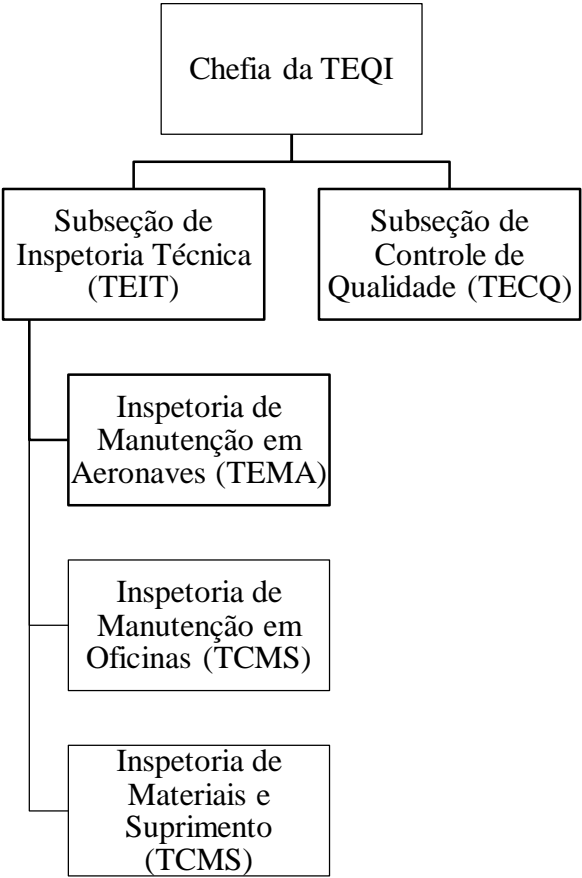 Chefia da TEQI
Subseção de
Inspetoria Técnica
(TEIT)
Subseção de
Controle de
Qualidade (TECQ)
Inspetoria de
Manutenção em
Aeronaves (TEMA)
Inspetoria de
Manutenção em
Oficinas (TCMS)
Inspetoria de
Materiais e
Suprimento
(TCMS)